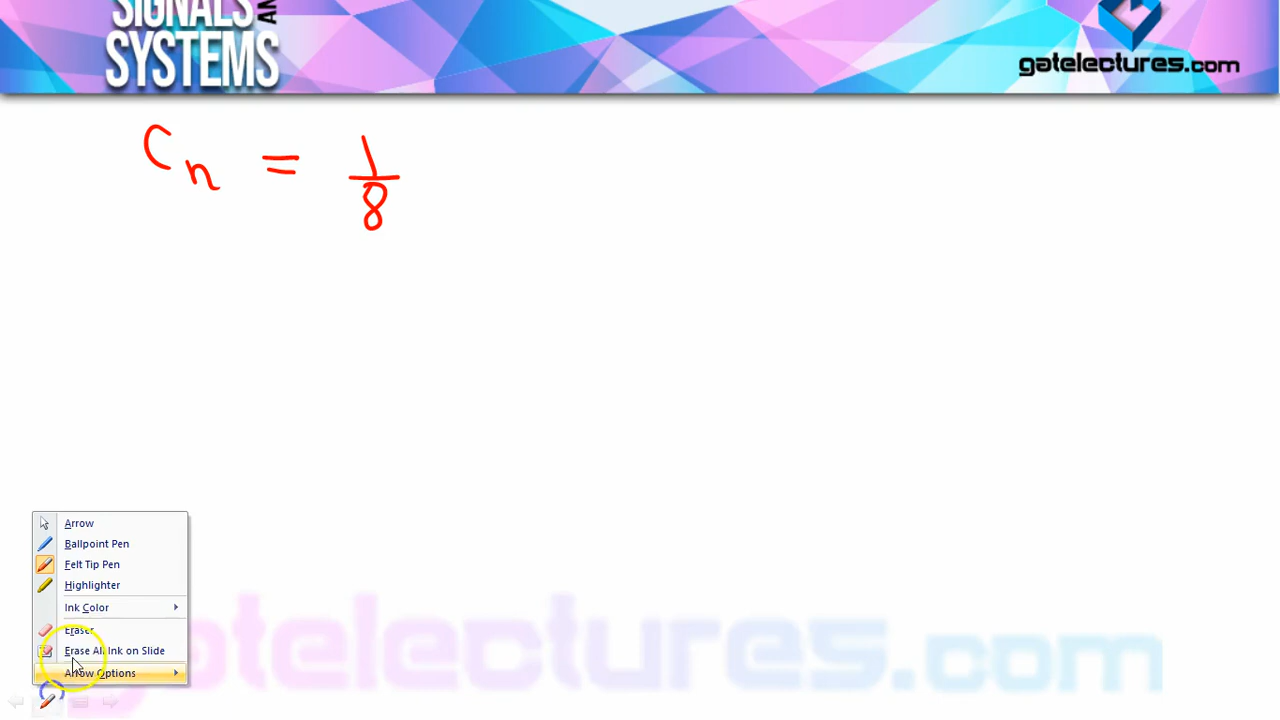 SIGNALS AN
SYSTEMS
gatelectures.com
Cn = 1/8
Arrow
Ballpoint Pen
Felt Tip Pen
Highlighter
Ink Color
Eraser
Erase All Ink on Slide
Arrow Options
gatelectures.com